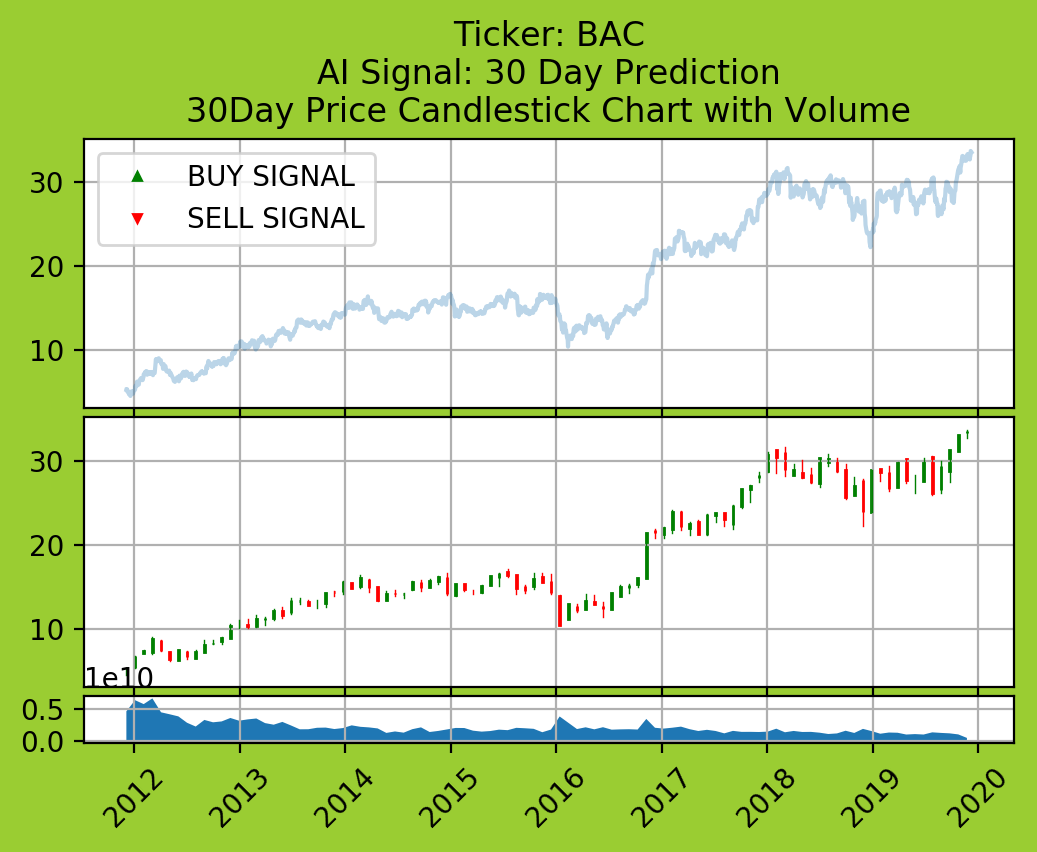 Ticker: BAC
AI Signal: 30 Day Prediction
30Day Price Candlestick Chart with Volume
BUY SIGNAL
SELL SIGNAL
30
20
10
30
20
10
1e10
0.5
0.0
2012 2013 2014 2015 2016 2017 2018 2019 2020